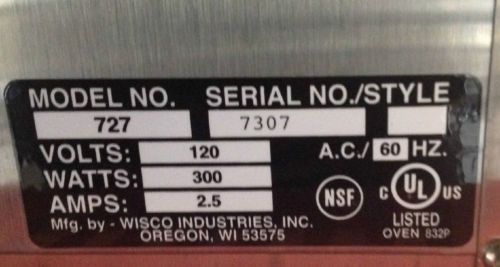 MODEL NO. SERIAL NO./STYLE
727 7307
VOLTS: 120 A.C./ 60 HZ.
WATTS: 300
AMPS: 2.5
NSF C UL US
Mfg. by - WISCO INDUSTRIES, INC. LISTED
OREGON, WI 53575 OVEN 832P